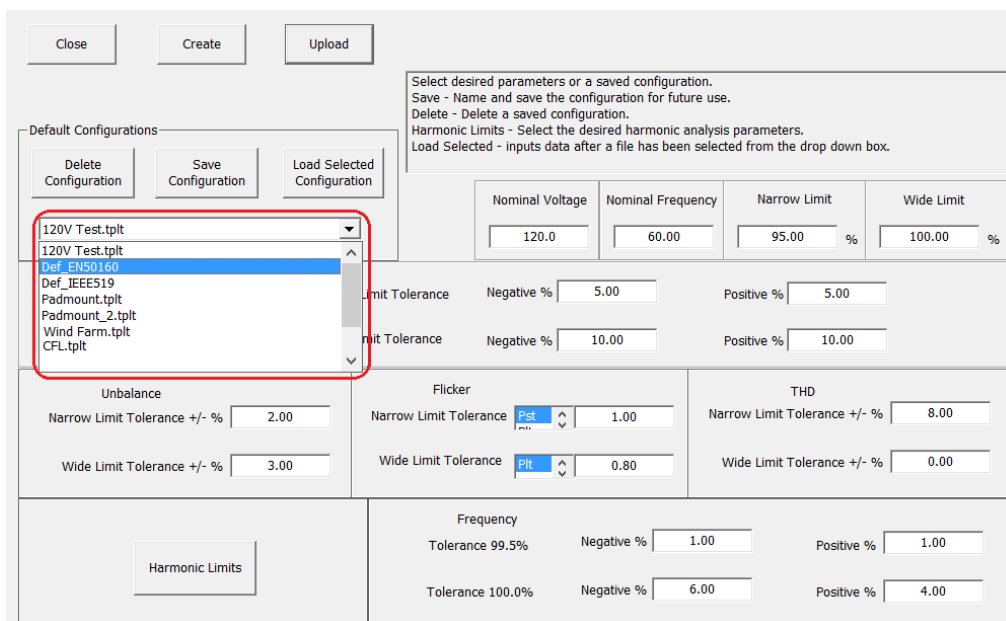 Close Create Upload
Select desired parameters or a saved configuration.
Save - Name and save the configuration for future use.
Delete - Delete a saved configuration.
Harmonic Limits - Select the desired harmonic analysis parameters.
Load Selected - inputs data after a file has been selected from the drop down box.
Default Configurations
Delete Configuration
Save Configuration
Load Selected Configuration
Nominal Voltage Nominal Frequency Narrow Limit Wide Limit
120.0 60.00 95.00 % 100.00 %
120V Test.tplt
120V Test.tplt
Def_EN50160
Def_IEEE519
Padmount.tplt
Padmount_2.tplt
Wind Farm.tplt
CFL.tplt
Tolerance Negative % 5.00 Positive % 5.00
Tolerance Negative % 10.00 Positive % 10.00
Unbalance
Narrow Limit Tolerance +/- % 2.00
Wide Limit Tolerance +/- % 3.00
Flicker
Narrow Limit Tolerance Pst 1.00
Wide Limit Tolerance Plt 0.80
THD
Narrow Limit Tolerance +/- % 8.00
Wide Limit Tolerance +/- % 0.00
Harmonic Limits
Frequency
Tolerance 99.5% Negative % 1.00 Positive % 1.00
Tolerance 100.0% Negative % 6.00 Positive % 4.00